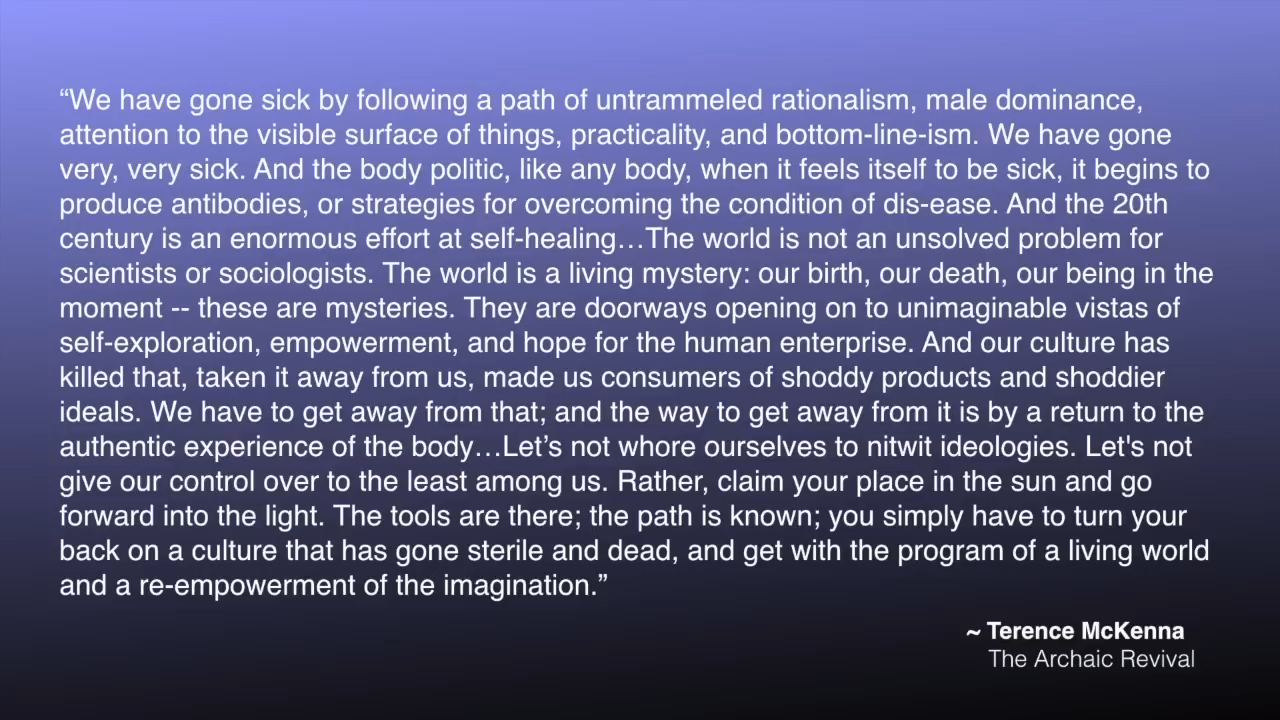 “We have gone sick by following a path of untrammeled rationalism, male dominance,
attention to the visible surface of things, practicality, and bottom-line-ism. We have gone
very, very sick. And the body politic, like any body, when it feels itself to be sick, it begins to
produce antibodies, or strategies for overcoming the condition of dis-ease. And the 20th
century is an enormous effort at self-healing…The world is not an unsolved problem for
scientists or sociologists. The world is a living mystery: our birth, our death, our being in the
moment -- these are mysteries. They are doorways opening on to unimaginable vistas of
self-exploration, empowerment, and hope for the human enterprise. And our culture has
killed that, taken it away from us, made us consumers of shoddy products and shoddier
ideals. We have to get away from that; and the way to get away from it is by a return to the
authentic experience of the body…Let’s not whore ourselves to nitwit ideologies. Let's not
give our control over to the least among us. Rather, claim your place in the sun and go
forward into the light. The tools are there; the path is known; you simply have to turn your
back on a culture that has gone sterile and dead, and get with the program of a living world
and a re-empowerment of the imagination.”
~ Terence McKenna
The Archaic Revival